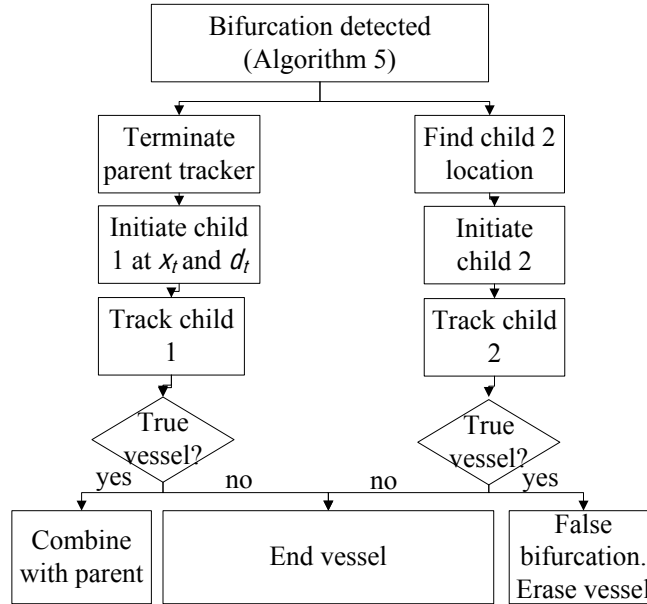 Bifurcation detected
(Algorithm 5)
Terminate
parent tracker
Find child 2
location
Initiate child
1 at xₜ and dₜ
Initiate
child 2
Track child
1
Track child
2
True
vessel?
True
vessel?
yes
no
no
yes
Combine
with parent
End vessel
False
bifurcation.
Erase vessel